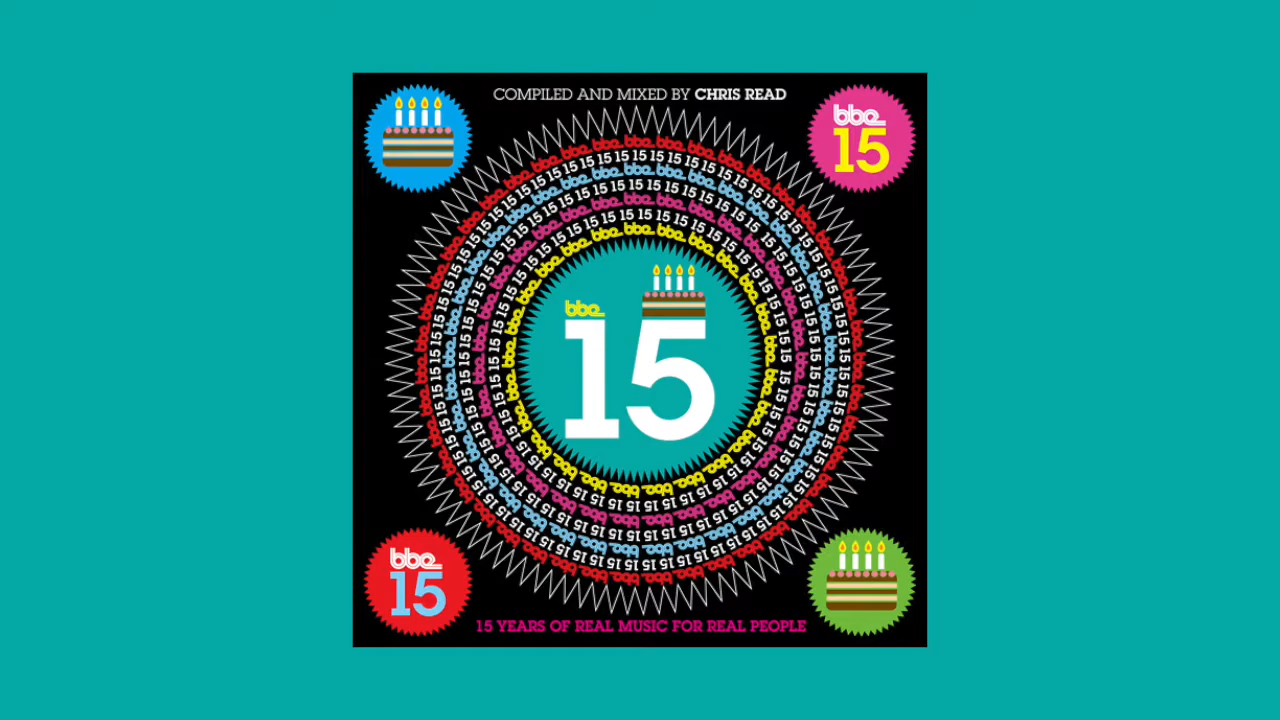 COMPILED AND MIXED BY CHRIS READ
bbe
15
bbe
15
bbe
15
15 YEARS OF REAL MUSIC FOR REAL PEOPLE